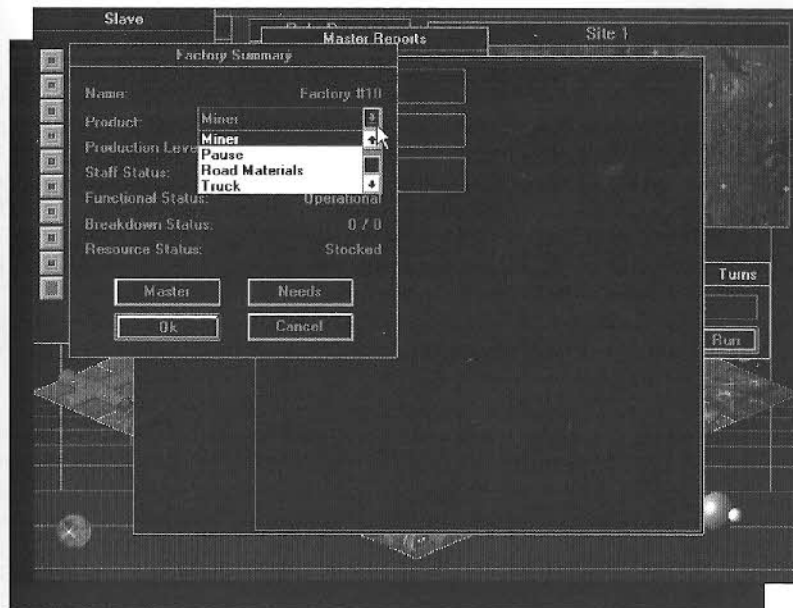 Slave
Master Reports
Site 1
Factory Summary
Name: Factory #10
Product: Miner
Miner
Pause
Road Materials
Truck
Production Leve
Staff Status:
Functional Status: Operational
Breakdown Status: 0 / 0
Resource Status: Stocked
Master Needs
Ok Cancel
Turns
Run